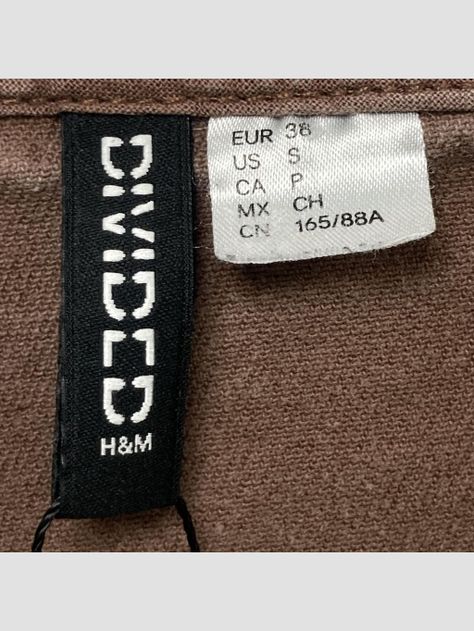 DIVIDED
H&M
EUR 38
US S
CA P
MX CH
CN 165/88A